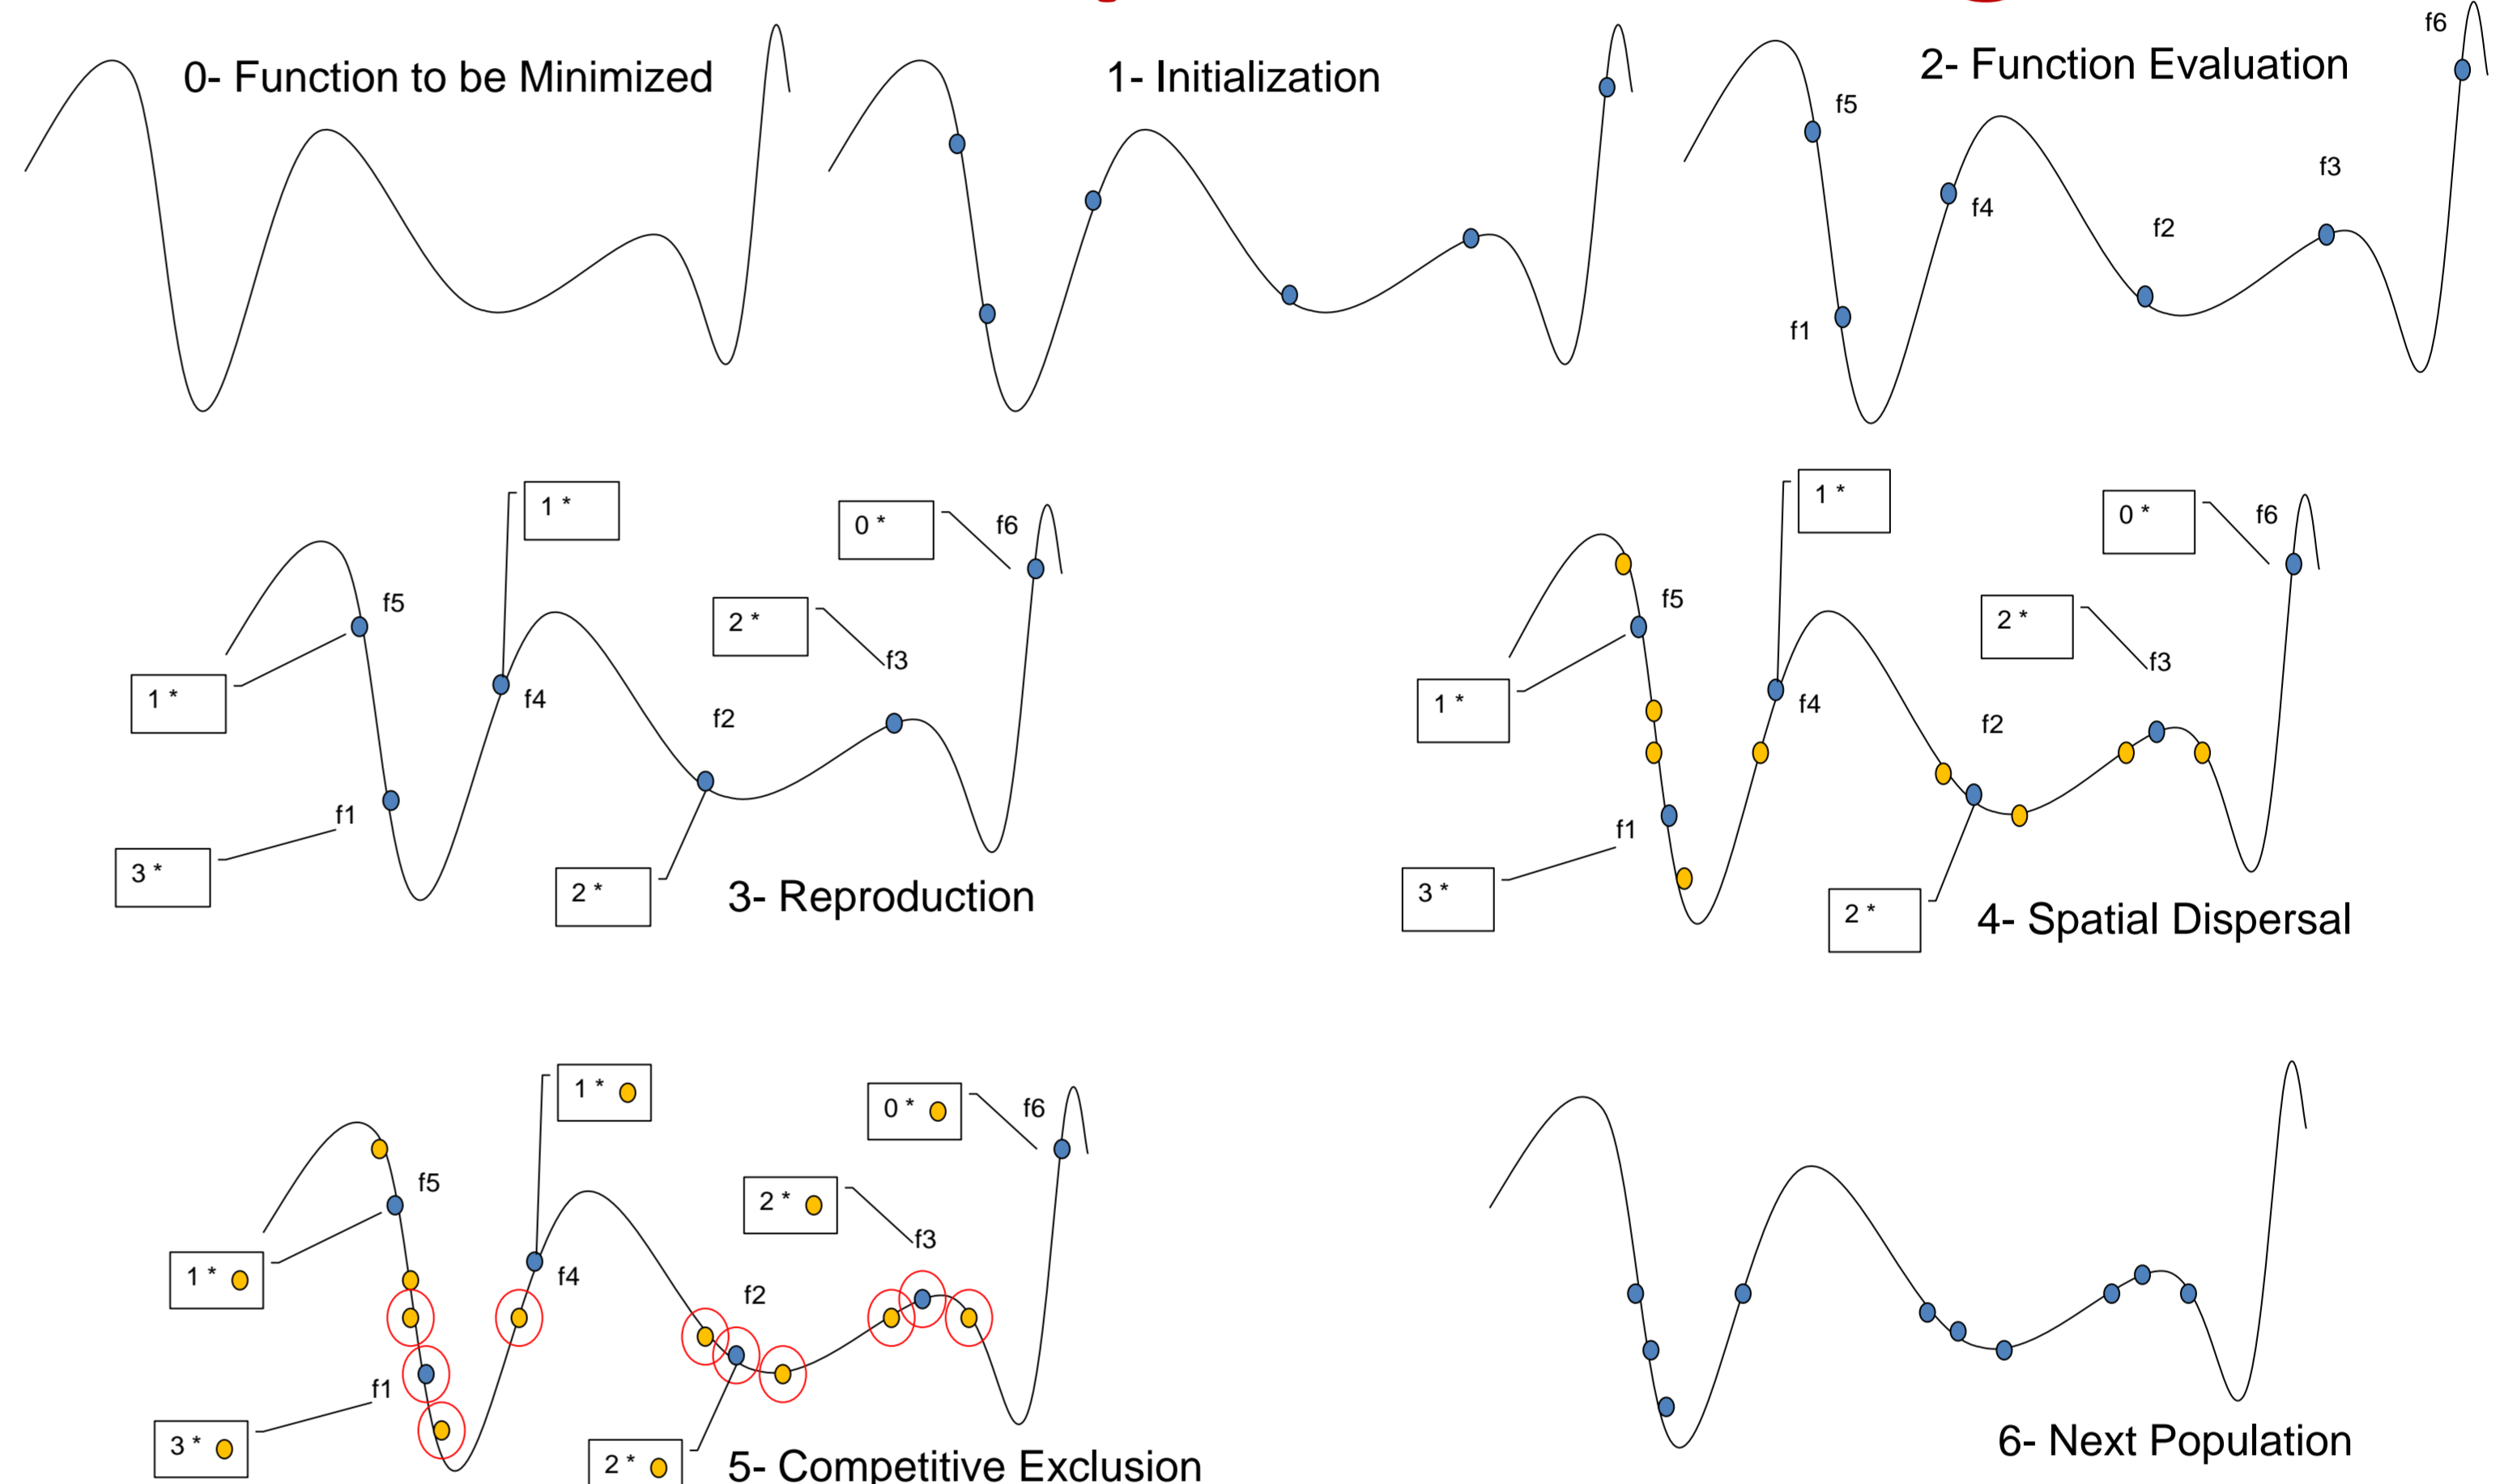 0- Function to be Minimized
1- Initialization
2- Function Evaluation
f6
f5
f3
f4
f2
f1
1 *
0 *
f6
f5
2 *
f3
1 *
f4
f2
f1
3 *
2 *
3- Reproduction
1 *
0 *
f6
f5
2 *
f3
1 *
f4
f2
f1
3 *
2 *
4- Spatial Dispersal
1 *
0 *
f6
f5
2 *
f3
1 *
f4
f2
f1
3 *
2 *
5- Competitive Exclusion
6- Next Population